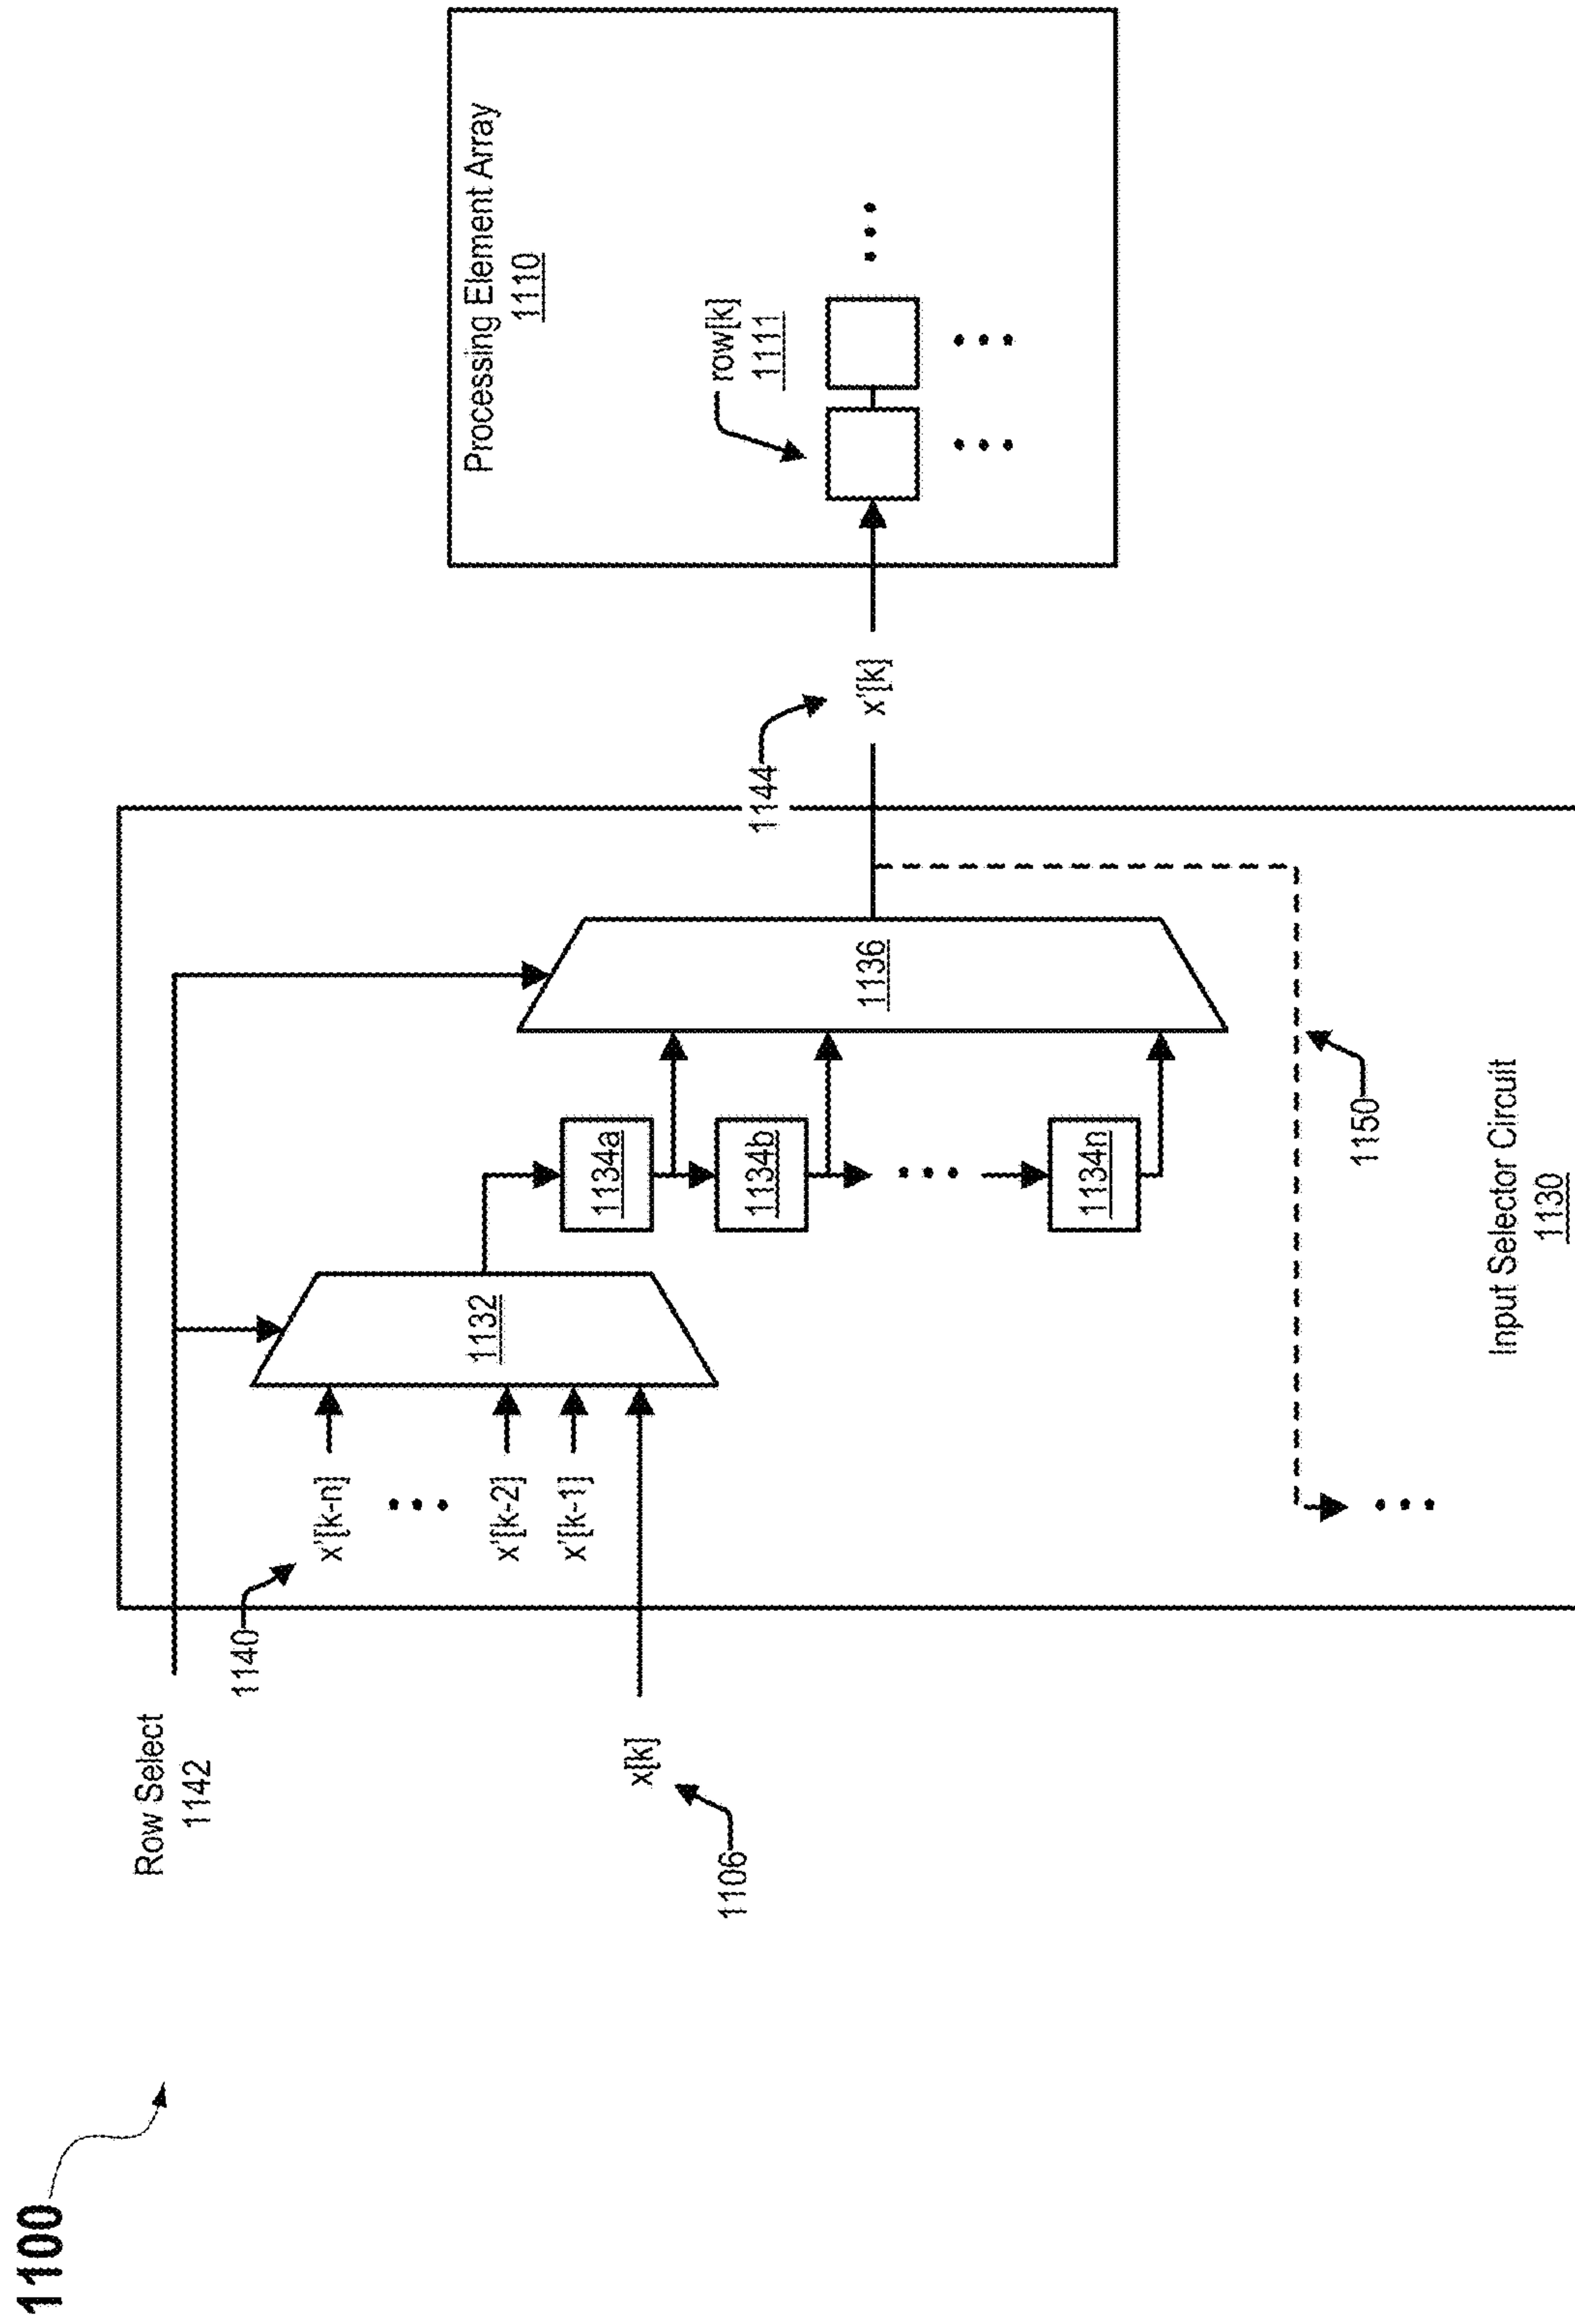 1100
Row Select
1142
1140
x'[k-n]
x'[k-2]
x'[k-1]
x[k]
1106
1132
1134a
1134b
1134n
1136
1150
Input Selector Circuit
1130
1144
x'[k]
Processing Element Array
1110
row[k]
1111